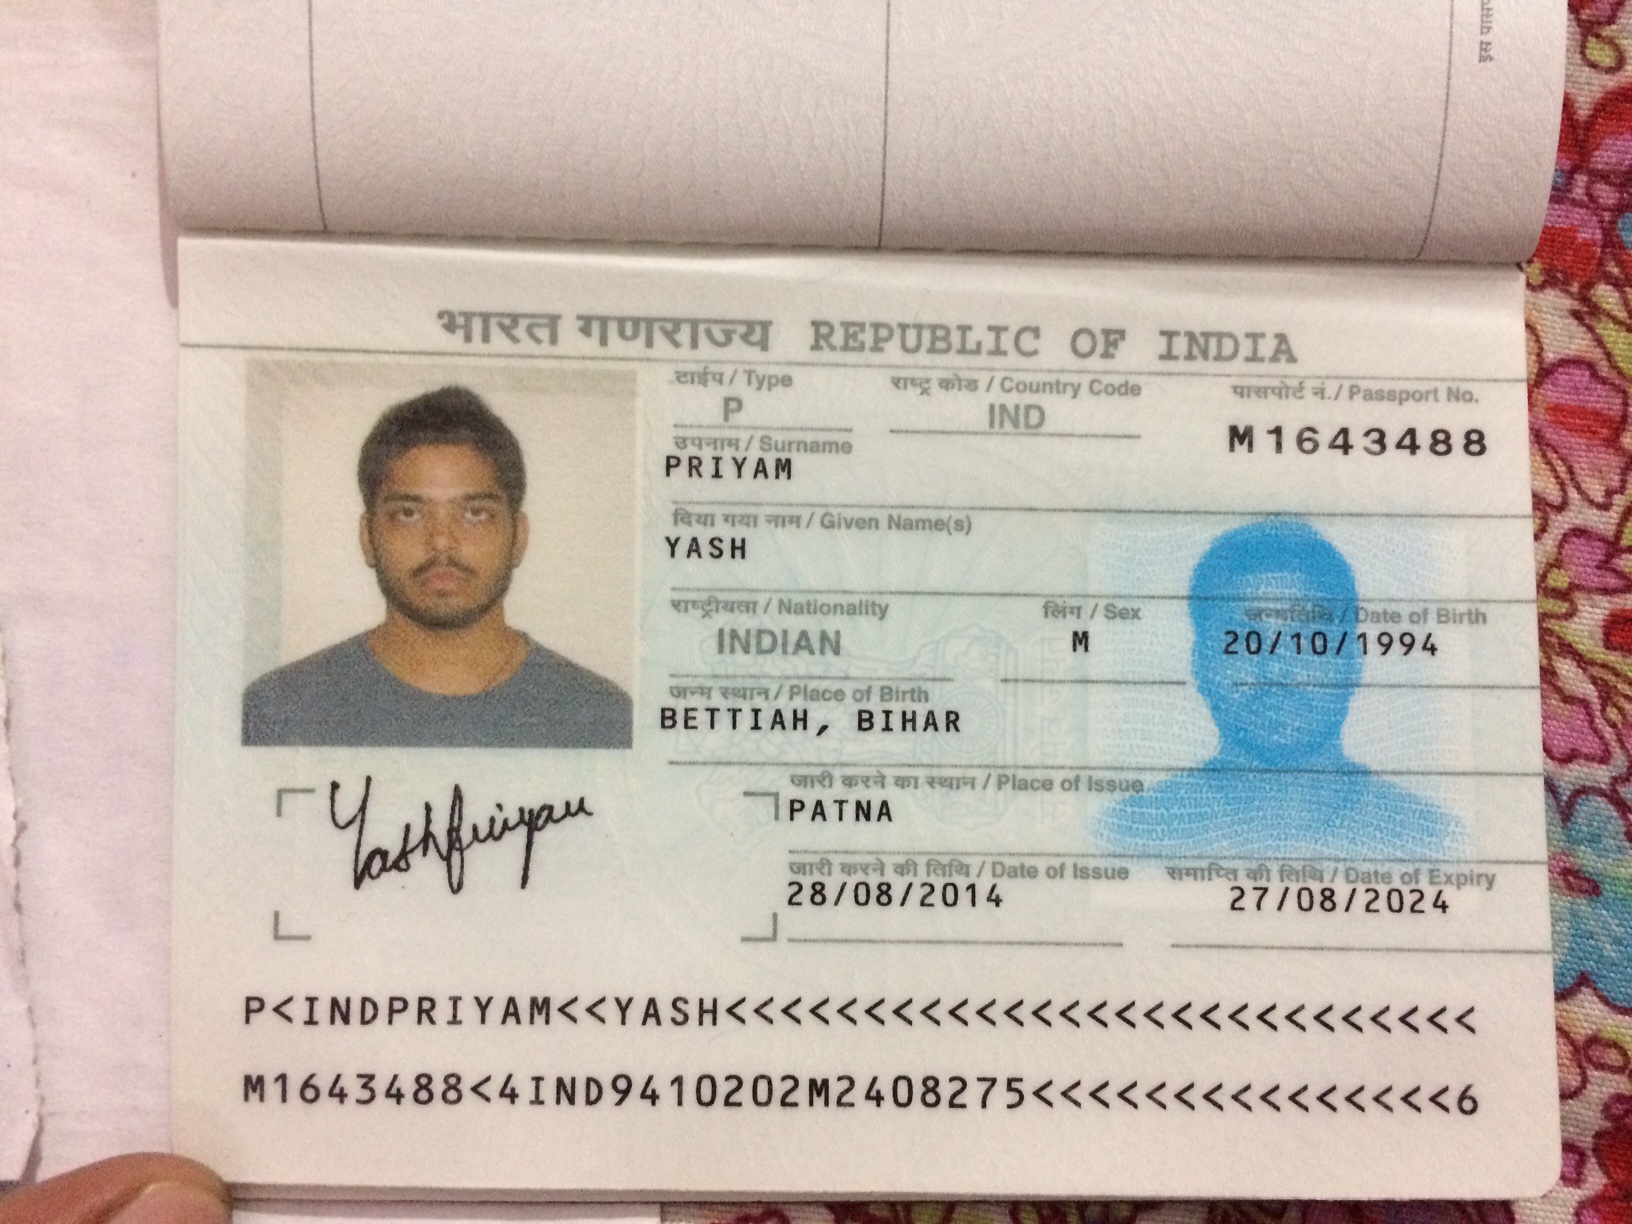 भारत गणराज्य REPUBLIC OF INDIA
टाईप / Type राष्ट्र कोड / Country Code पासपोर्ट नं. / Passport No.
P IND M1643488
उपनाम / Surname
PRIYAM
दिया गया नाम / Given Name(s)
YASH
राष्ट्रीयता / Nationality लिंग / Sex जन्मतिथि / Date of Birth
INDIAN M 20/10/1994
जन्म स्थान / Place of Birth
BETTIAH, BIHAR
जारी करने का स्थान / Place of Issue
PATNA
जारी करने की तिथि / Date of Issue समाप्ति की तिथि / Date of Expiry
28/08/2014 27/08/2024
Yash Priyam
P<INDPRIYAM<<YASH<<<<<<<<<<<<<<<<<<<<<<<<<<<
M1643488<4IND9410202M2408275<<<<<<<<<<<<<<<6